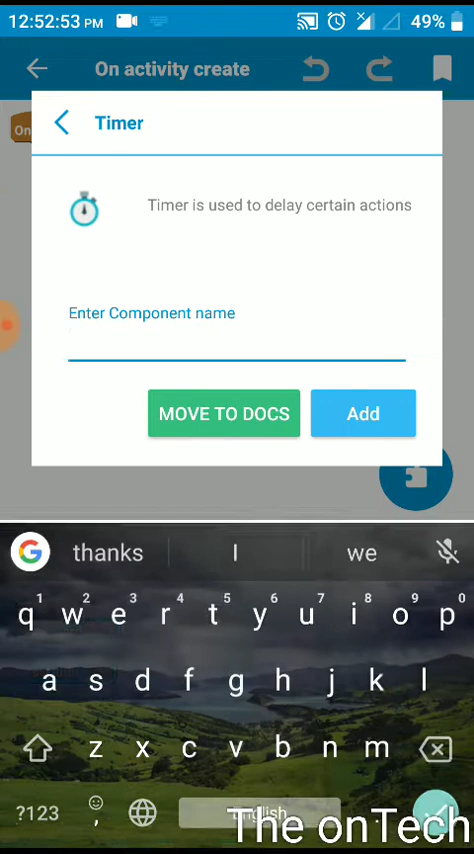 12:52:53 PM 49%
On activity create
On
Timer
Timer is used to delay certain actions
Enter Component name
MOVE TO DOCS Add
G thanks I we
1 2 3 4 5 6 7 8 9 0
q w e r t y u i o p
a s d f g h j k l
z x c v b n m
?123 , English .
The onTech